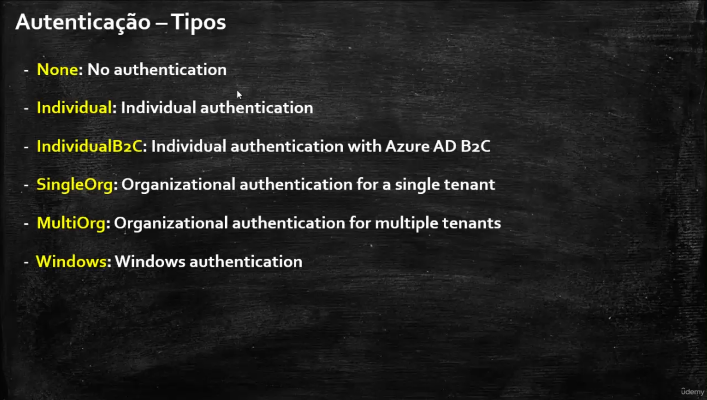 Autenticação – Tipos
- None: No authentication
- Individual: Individual authentication
- IndividualB2C: Individual authentication with Azure AD B2C
- SingleOrg: Organizational authentication for a single tenant
- MultiOrg: Organizational authentication for multiple tenants
- Windows: Windows authentication
ûdemy